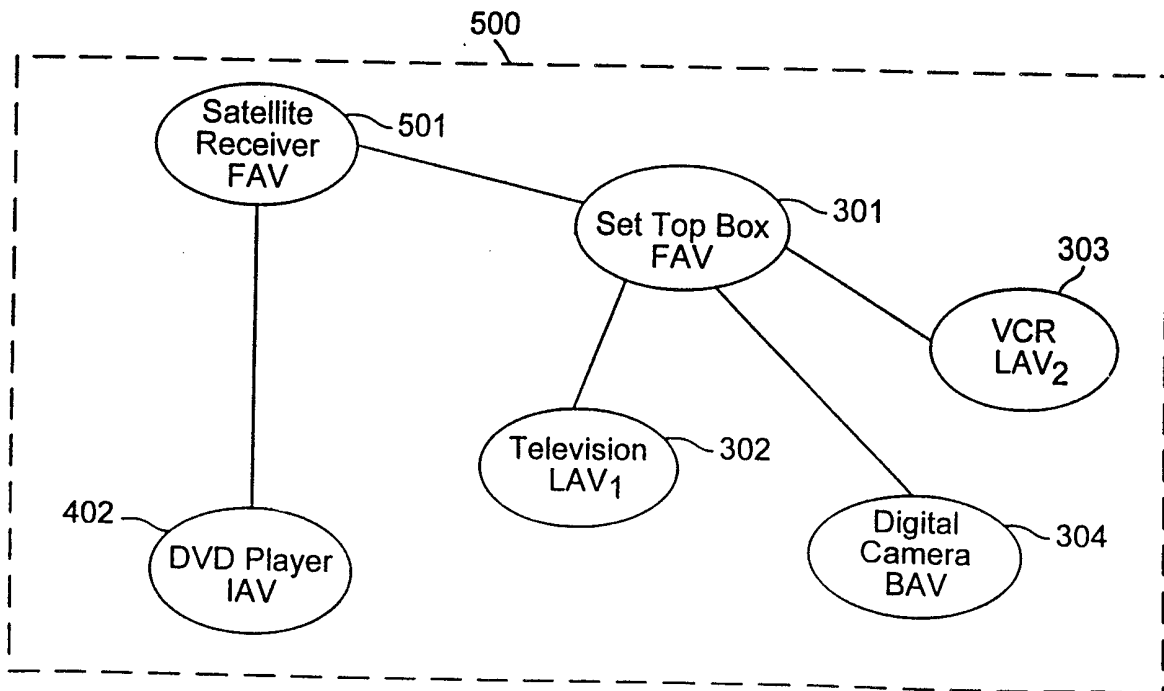 500
Satellite
Receiver
FAV
501
Set Top Box
FAV
301
303
VCR
LAV₂
Television
LAV₁
302
402
DVD Player
IAV
Digital
Camera
BAV
304